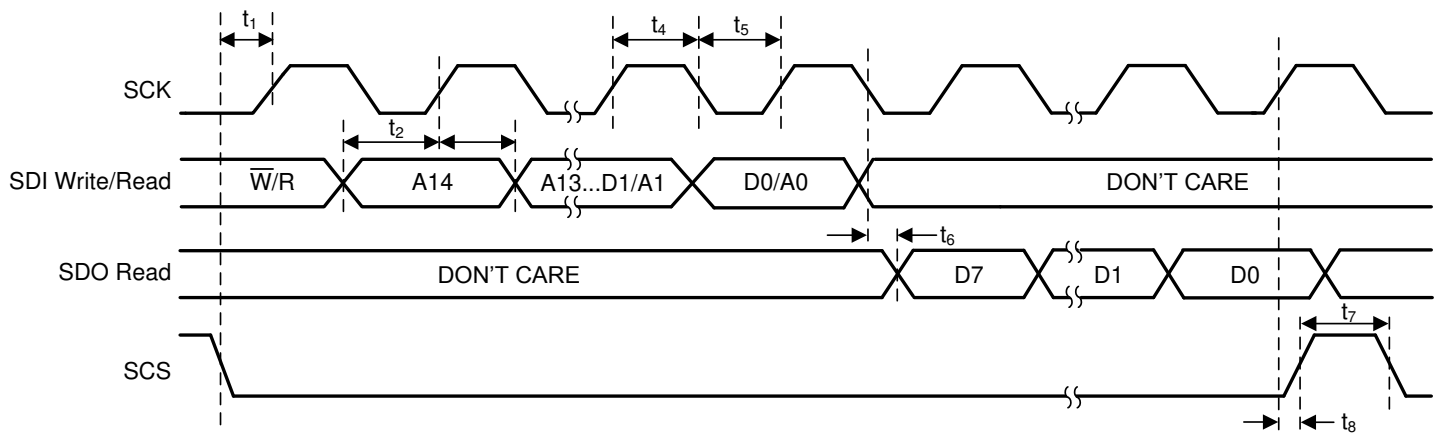 t₁
t₄
t₅
SCK
t₂
SDI Write/Read
W̅/R
A14
A13...D1/A1
D0/A0
DON'T CARE
t₆
SDO Read
DON'T CARE
D7
D1
D0
t₇
SCS
t₈